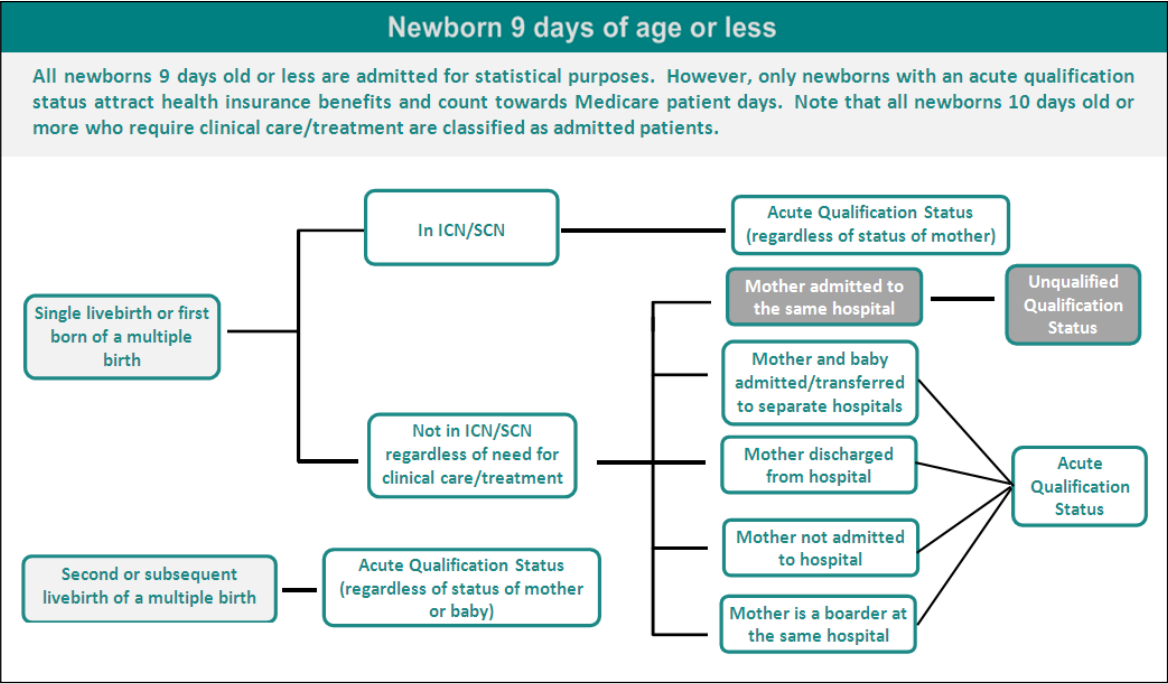 Newborn 9 days of age or less
All newborns 9 days old or less are admitted for statistical purposes.  However, only newborns with an acute qualification
status attract health insurance benefits and count towards Medicare patient days.  Note that all newborns 10 days old or
more who require clinical care/treatment are classified as admitted patients.
Single livebirth or first
born of a multiple
birth
In ICN/SCN
Acute Qualification Status
(regardless of status of mother)
Not in ICN/SCN
regardless of need for
clinical care/treatment
Mother admitted to
the same hospital
Unqualified
Qualification
Status
Mother and baby
admitted/transferred
to separate hospitals
Mother discharged
from hospital
Mother not admitted
to hospital
Mother is a boarder at
the same hospital
Acute
Qualification
Status
Second or subsequent
livebirth of a multiple birth
Acute Qualification Status
(regardless of status of mother
or baby)